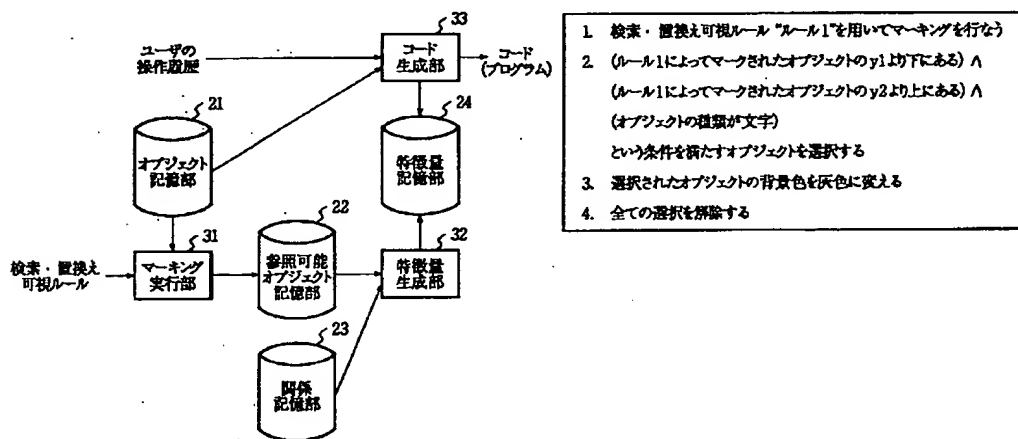 33
ユーザの
操作履歴
コード
生成部
コード
(プログラム)
21
24
オブジェクト
記憶部
特徴量
記憶部
31
22
32
検索・置換え
可視ルール
マーキング
実行部
参照可能
オブジェクト
記憶部
特徴量
生成部
23
関係
記憶部
1. 検索・置換え可視ルール "ルール1"を用いてマーキングを行なう
2. (ルール1によってマークされたオブジェクトのy1より下にある) ∧
(ルール1によってマークされたオブジェクトのy2より上にある) ∧
(オブジェクトの種類が文字)
という条件を満たすオブジェクトを選択する
3. 選択されたオブジェクトの背景色を灰色に変える
4. 全ての選択を解除する